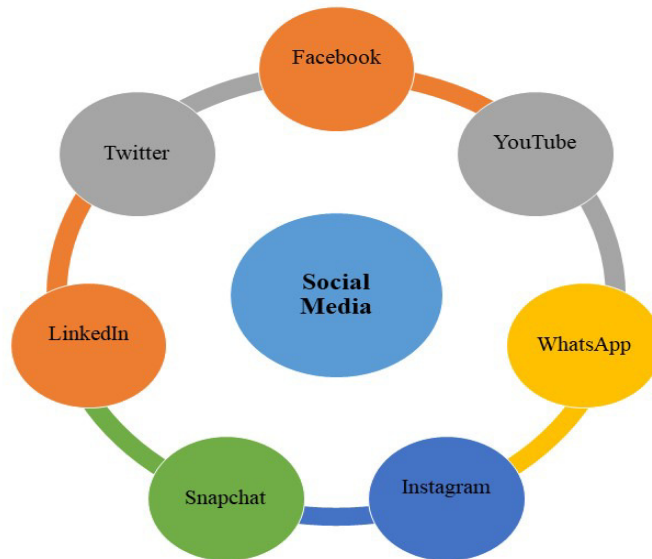 Facebook
Twitter
YouTube
Social
Media
LinkedIn
WhatsApp
Snapchat
Instagram